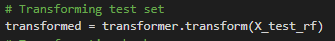 # Transforming test set
transformed = transformer.transform(X_test_rf)